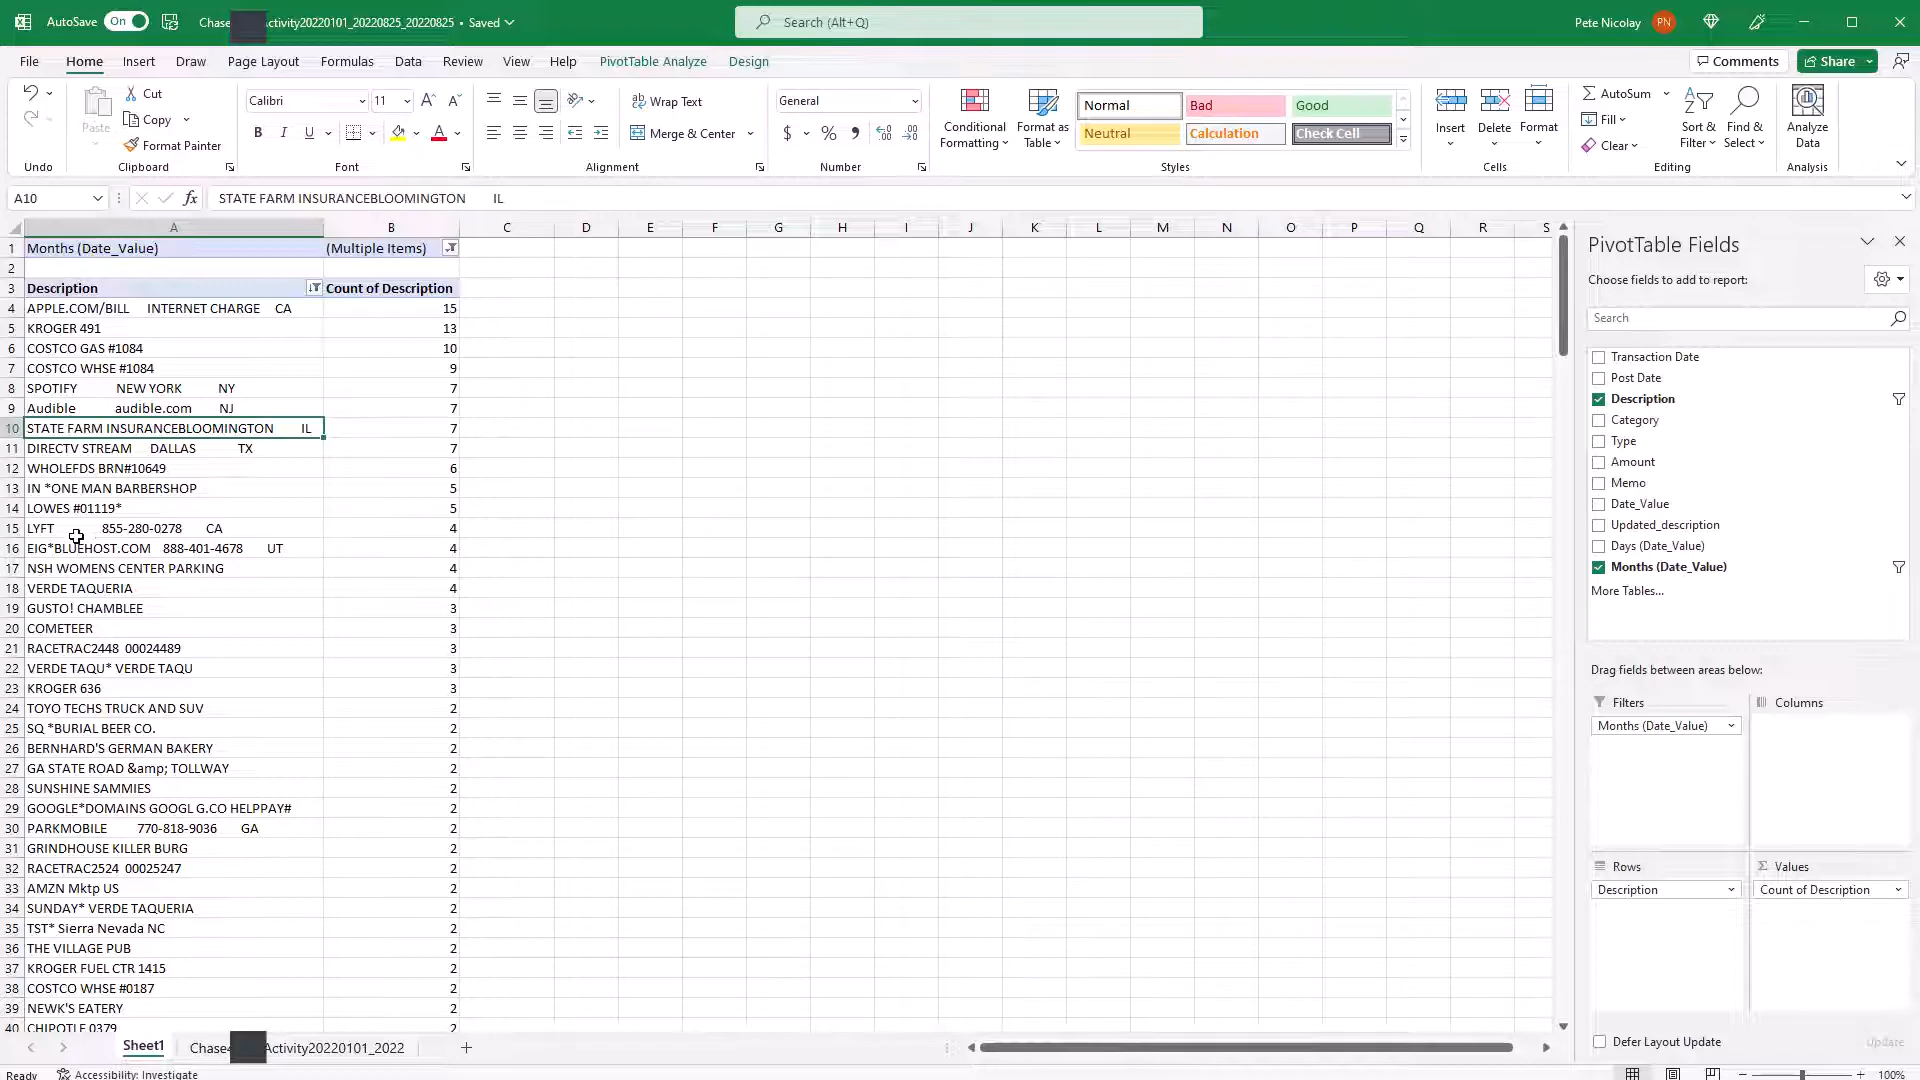 AutoSave On Chase Activity20220101_20220825_20220825 • Saved Search (Alt+Q) Pete Nicolay PN
File Home Insert Draw Page Layout Formulas Data Review View Help PivotTable Analyze Design Comments Share
Cut
Copy
Format Painter
Paste
Calibri 11
B I U
Wrap Text
Merge & Center
General
$ %
Conditional Formatting
Format as Table
Normal Bad Good
Neutral Calculation Check Cell
Insert Delete Format
AutoSum
Fill
Clear
Sort & Filter
Find & Select
Analyze Data
Undo Clipboard Font Alignment Number Styles Cells Editing Analysis
A10 fx STATE FARM INSURANCEBLOOMINGTON IL
A B C D E F G H I J K L M N O P Q R S
1 Months (Date_Value) (Multiple Items)
2
3 Description Count of Description
4 APPLE.COM/BILL INTERNET CHARGE CA 15
5 KROGER 491 13
6 COSTCO GAS #1084 10
7 COSTCO WHSE #1084 9
8 SPOTIFY NEW YORK NY 7
9 Audible audible.com NJ 7
10 STATE FARM INSURANCEBLOOMINGTON IL 7
11 DIRECTV STREAM DALLAS TX 7
12 WHOLEFDS BRN#10649 6
13 IN *ONE MAN BARBERSHOP 5
14 LOWES #01119* 5
15 LYFT 855-280-0278 CA 4
16 EIG*BLUEHOST.COM 888-401-4678 UT 4
17 NSH WOMENS CENTER PARKING 4
18 VERDE TAQUERIA 4
19 GUSTO! CHAMBLEE 3
20 COMETEER 3
21 RACETRAC2448 00024489 3
22 VERDE TAQU* VERDE TAQU 3
23 KROGER 636 3
24 TOYO TECHS TRUCK AND SUV 2
25 SQ *BURIAL BEER CO. 2
26 BERNHARD'S GERMAN BAKERY 2
27 GA STATE ROAD &amp; TOLLWAY 2
28 SUNSHINE SAMMIES 2
29 GOOGLE*DOMAINS GOOGL G.CO HELPPAY# 2
30 PARKMOBILE 770-818-9036 GA 2
31 GRINDHOUSE KILLER BURG 2
32 RACETRAC2524 00025247 2
33 AMZN Mktp US 2
34 SUNDAY* VERDE TAQUERIA 2
35 TST* Sierra Nevada NC 2
36 THE VILLAGE PUB 2
37 KROGER FUEL CTR 1415 2
38 COSTCO WHSE #0187 2
39 NEWK'S EATERY 2
40 CHIPOTLE 0379 2
PivotTable Fields
Choose fields to add to report:
Search
Transaction Date
Post Date
Description
Category
Type
Amount
Memo
Date_Value
Updated_description
Days (Date_Value)
Months (Date_Value)
More Tables...
Drag fields between areas below:
Filters Columns
Months (Date_Value)
Rows Values
Description Count of Description
Defer Layout Update Update
Sheet1 Chase Activity20220101_2022
Ready Accessibility: Investigate 100%